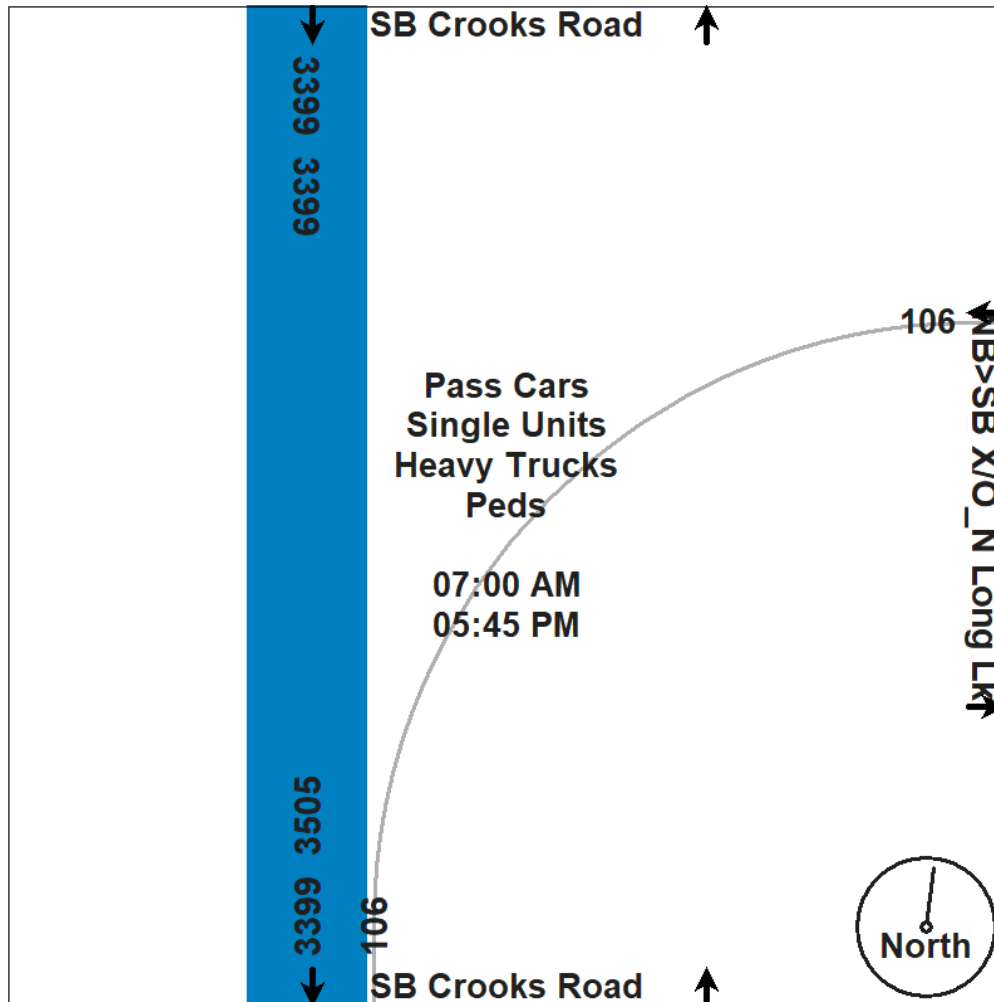 SB Crooks Road
3399 3399
106
NB>SB X/O_N Long Lk
Pass Cars
Single Units
Heavy Trucks
Peds
07:00 AM
05:45 PM
3399 3505
106
North
SB Crooks Road